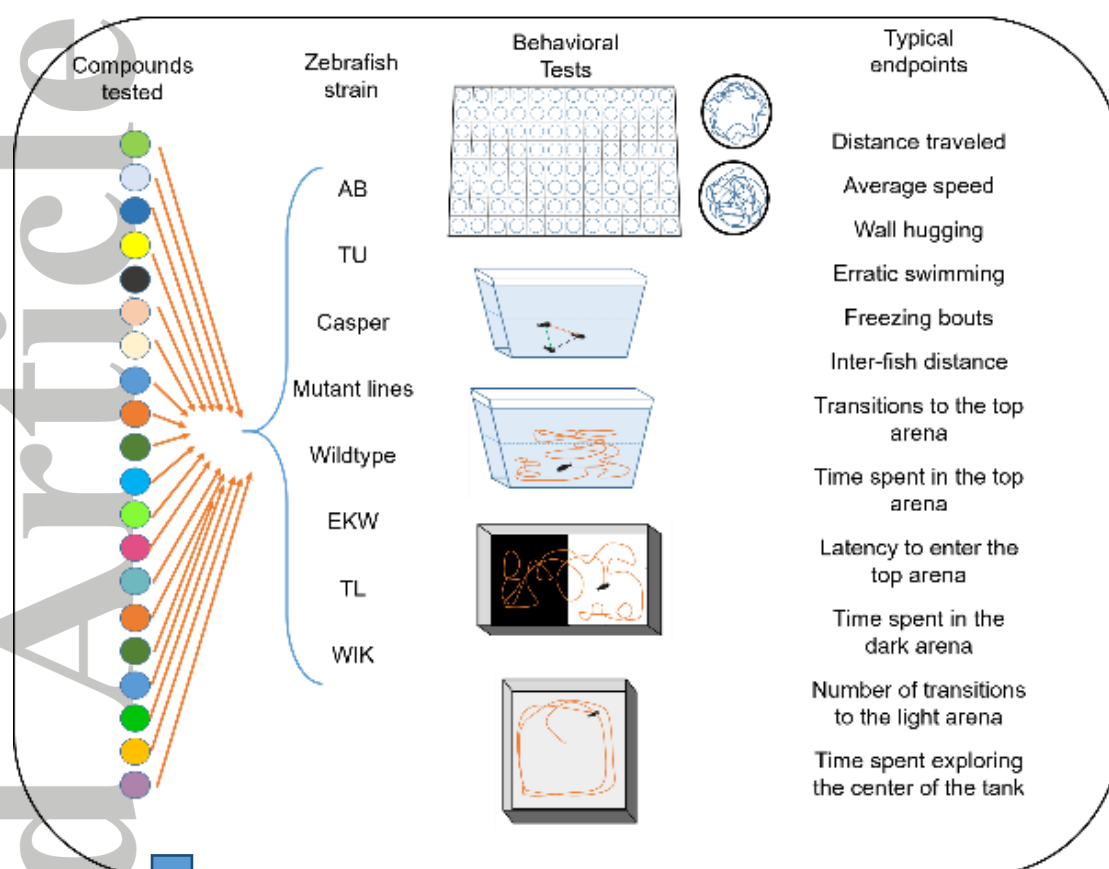 Compounds
tested
Zebrafish
strain
AB
TU
Casper
Mutant lines
Wildtype
EKW
TL
WIK
Behavioral
Tests
Typical
endpoints
Distance traveled
Average speed
Wall hugging
Erratic swimming
Freezing bouts
Inter-fish distance
Transitions to the top
arena
Time spent in the top
arena
Latency to enter the
top arena
Time spent in the
dark arena
Number of transitions
to the light arena
Time spent exploring
the center of the tank
d Article